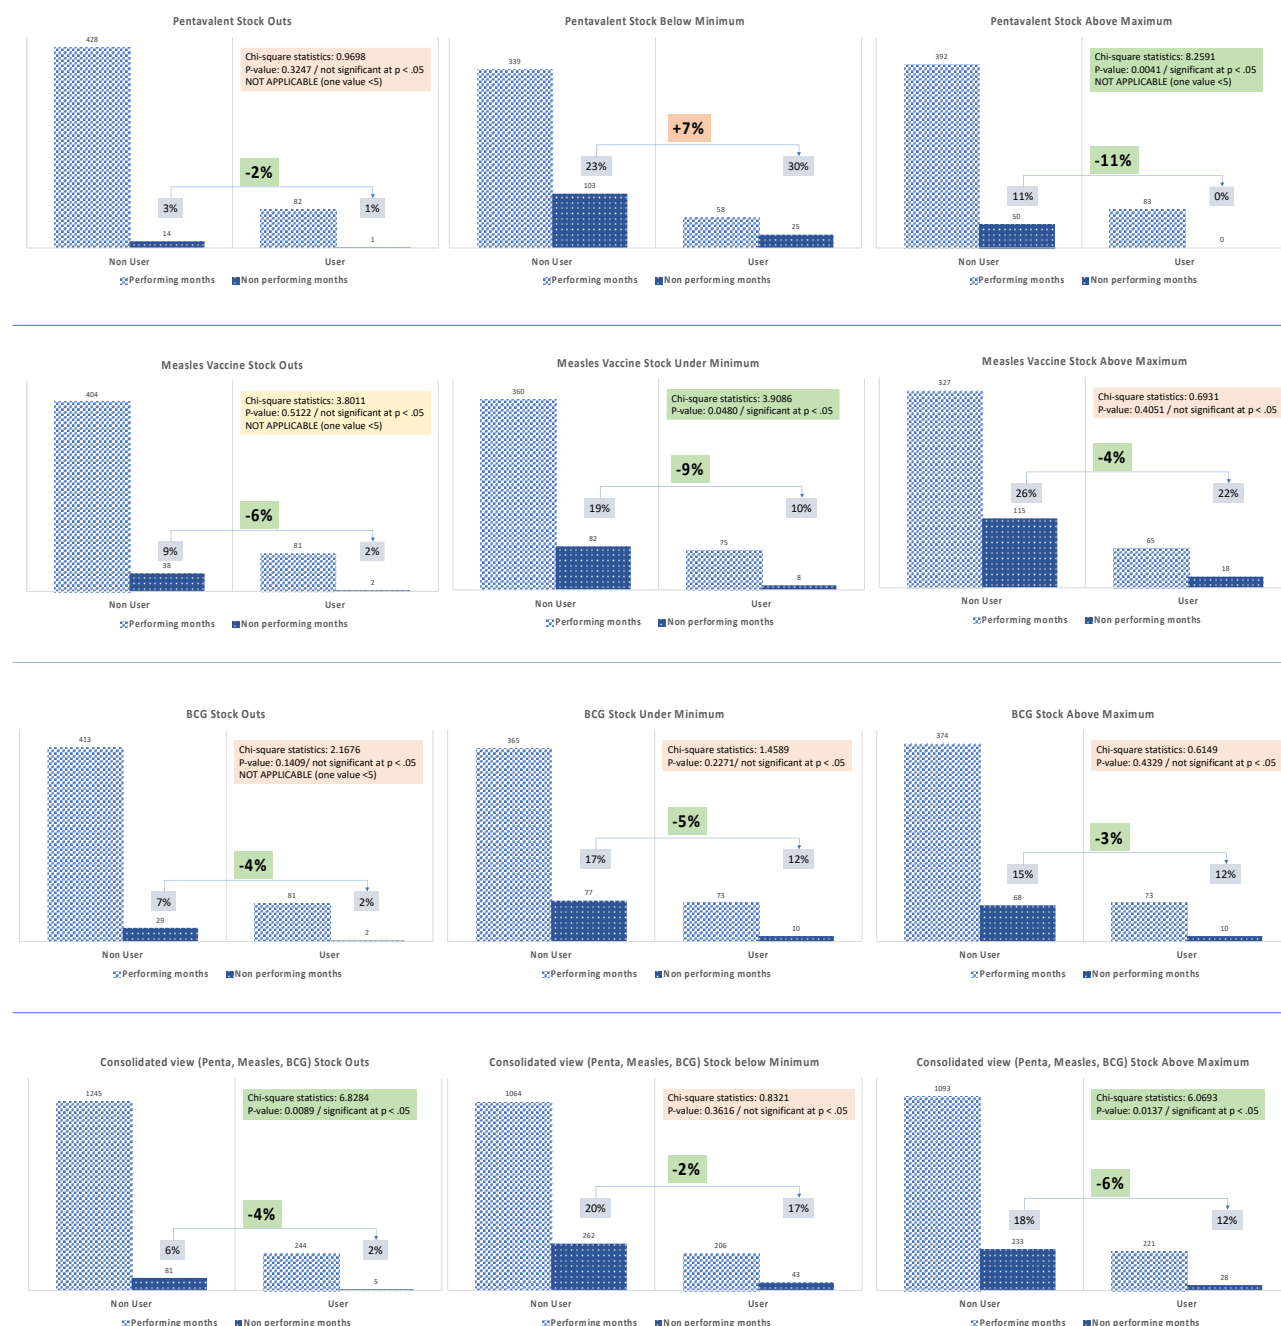 Pentavalent Stock Outs
428
Chi-square statistics: 0.9698
P-value: 0.3247 / not significant at p < .05
NOT APPLICABLE (one value <5)
-2%
3%
1%
82
14
1
Non User
User
Performing months
Non performing months
Pentavalent Stock Below Minimum
339
+7%
23%
30%
103
58
25
Non User
User
Performing months
Non performing months
Pentavalent Stock Above Maximum
392
Chi-square statistics: 8.2591
P-value: 0.0041 / significant at p < .05
NOT APPLICABLE (one value <5)
-11%
11%
0%
50
83
0
Non User
User
Performing months
Non performing months
Measles Vaccine Stock Outs
404
Chi-square statistics: 3.8011
P-value: 0.5122 / not significant at p < .05
NOT APPLICABLE (one value <5)
-6%
9%
2%
38
81
2
Non User
User
Performing months
Non performing months
Measles Vaccine Stock Under Minimum
360
Chi-square statistics: 3.9086
P-value: 0.0480 / significant at p < .05
-9%
19%
10%
82
75
8
Non User
User
Performing months
Non performing months
Measles Vaccine Stock Above Maximum
327
Chi-square statistics: 0.6931
P-value: 0.4051 / not significant at p < .05
-4%
26%
22%
115
65
18
Non User
User
Performing months
Non performing months
BCG Stock Outs
413
Chi-square statistics: 2.1676
P-value: 0.1409/ not significant at p < .05
NOT APPLICABLE (one value <5)
-4%
7%
2%
29
81
2
Non User
User
Performing months
Non performing months
BCG Stock Under Minimum
365
Chi-square statistics: 1.4589
P-value: 0.2271/ not significant at p < .05
-5%
17%
12%
77
73
10
Non User
User
Performing months
Non performing months
BCG Stock Above Maximum
374
Chi-square statistics: 0.6149
P-value: 0.4329 / not significant at p < .05
-3%
15%
12%
68
73
10
Non User
User
Performing months
Non performing months
Consolidated view (Penta, Measles, BCG) Stock Outs
1245
Chi-square statistics: 6.8284
P-value: 0.0089 / significant at p < .05
-4%
6%
2%
81
244
5
Non User
User
Performing months
Non performing months
Consolidated view (Penta, Measles, BCG) Stock below Minimum
1064
Chi-square statistics: 0.8321
P-value: 0.3616 / not significant at p < .05
-2%
20%
17%
262
206
43
Non User
User
Performing months
Non performing months
Consolidated view (Penta, Measles, BCG) Stock Above Maximum
1093
Chi-square statistics: 6.0693
P-value: 0.0137 / significant at p < .05
-6%
18%
12%
233
221
28
Non User
User
Performing months
Non performing months